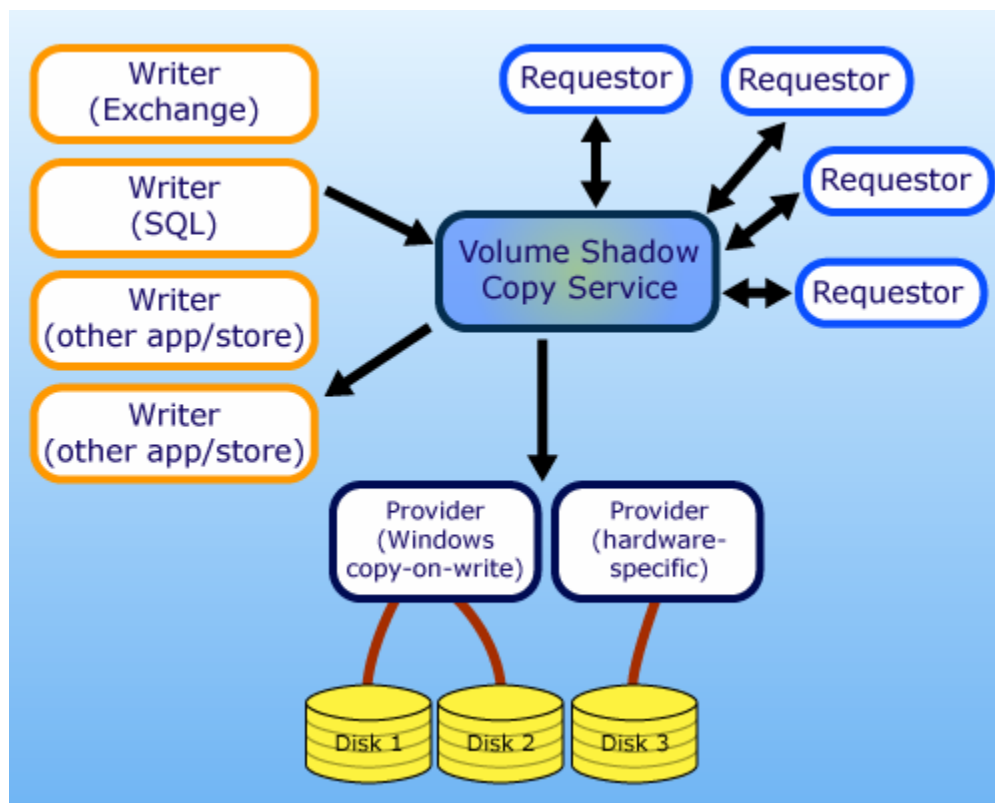 Writer
(Exchange)
Writer
(SQL)
Writer
(other app/store)
Writer
(other app/store)
Requestor
Requestor
Requestor
Requestor
Volume Shadow
Copy Service
Provider
(Windows
copy-on-write)
Provider
(hardware-
specific)
Disk 1
Disk 2
Disk 3